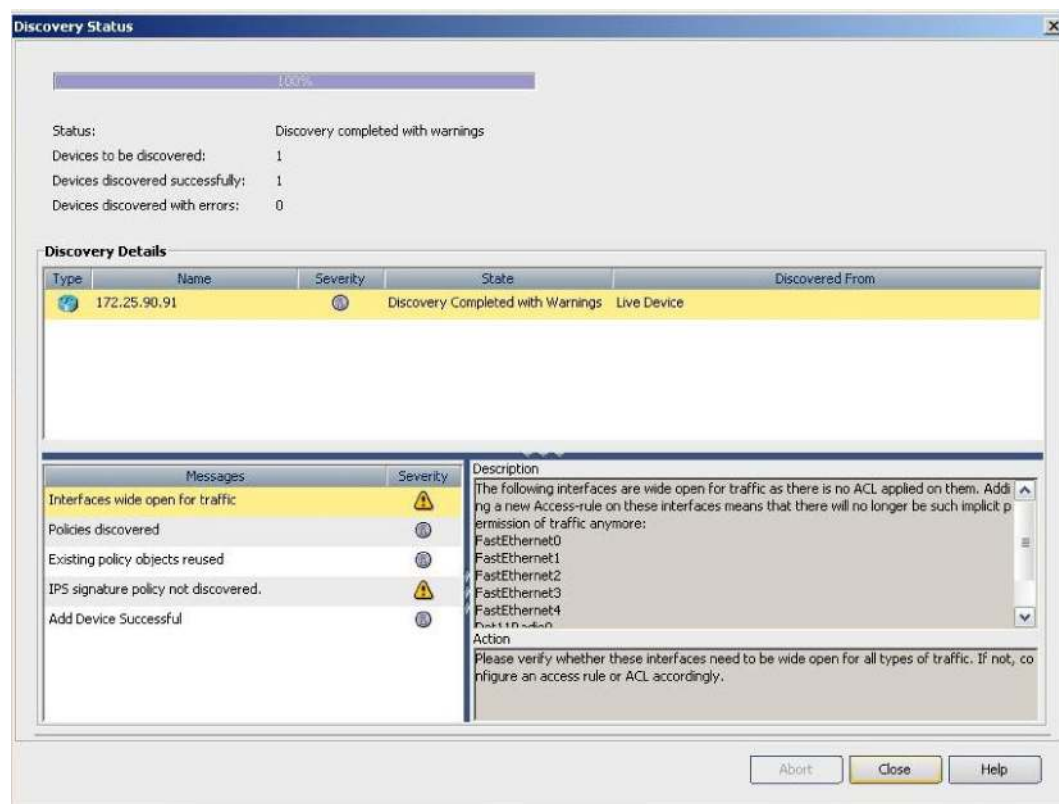 Discovery Status
100%
Status: Discovery completed with warnings
Devices to be discovered: 1
Devices discovered successfully: 1
Devices discovered with errors: 0
Discovery Details
Type Name Severity State Discovered From
172.25.90.91 Discovery Completed with Warnings Live Device
Messages Severity
Interfaces wide open for traffic
Policies discovered
Existing policy objects reused
IPS signature policy not discovered.
Add Device Successful
Description
The following interfaces are wide open for traffic as there is no ACL applied on them. Addi
ng a new Access-rule on these interfaces means that there will no longer be such implicit p
ermission of traffic anymore:
FastEthernet0
FastEthernet1
FastEthernet2
FastEthernet3
FastEthernet4
Action
Please verify whether these interfaces need to be wide open for all types of traffic. If not, co
nfigure an access rule or ACL accordingly.
Abort Close Help